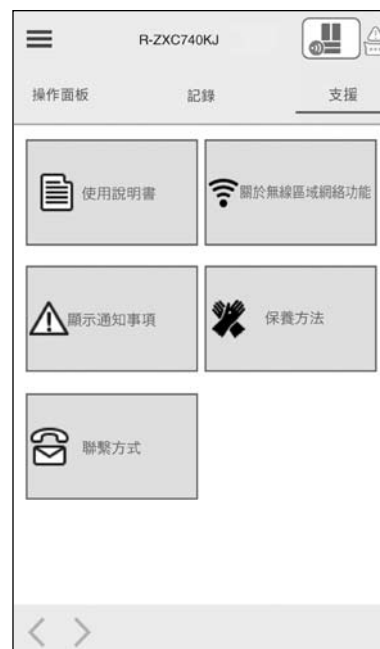 R-ZXC740KJ
操作面板
記錄
支援
使用說明書
關於無線區域網絡功能
顯示通知事項
保養方法
聯繫方式